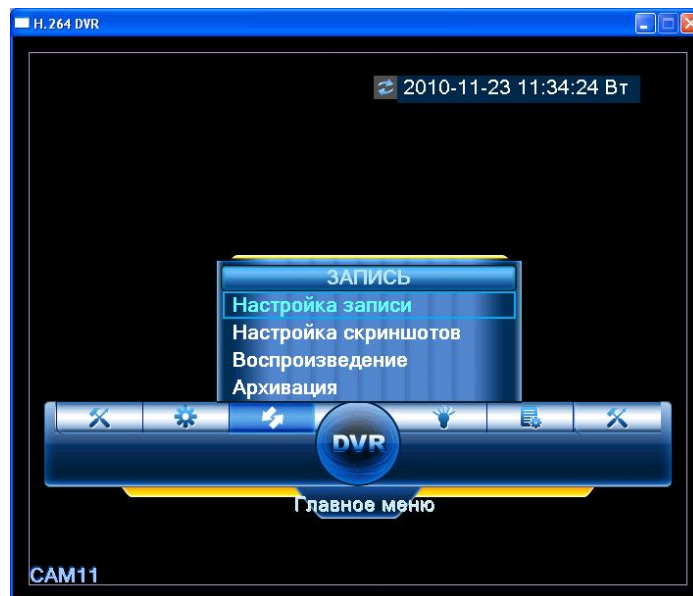 H.264 DVR
2010-11-23 11:34:24 Вт
ЗАПИСЬ
Настройка записи
Настройка скриншотов
Воспроизведение
Архивация
DVR
Главное меню
CAM11